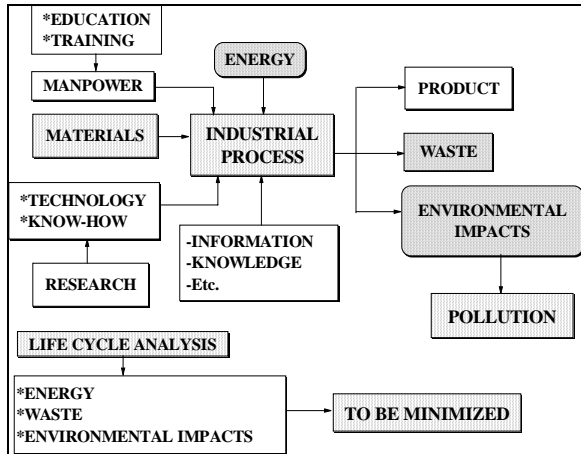 *EDUCATION
*TRAINING
MANPOWER
MATERIALS
*TECHNOLOGY
*KNOW-HOW
RESEARCH
ENERGY
INDUSTRIAL
PROCESS
-INFORMATION
-KNOWLEDGE
-Etc.
PRODUCT
WASTE
ENVIRONMENTAL
IMPACTS
POLLUTION
LIFE CYCLE ANALYSIS
*ENERGY
*WASTE
*ENVIRONMENTAL IMPACTS
TO BE MINIMIZED